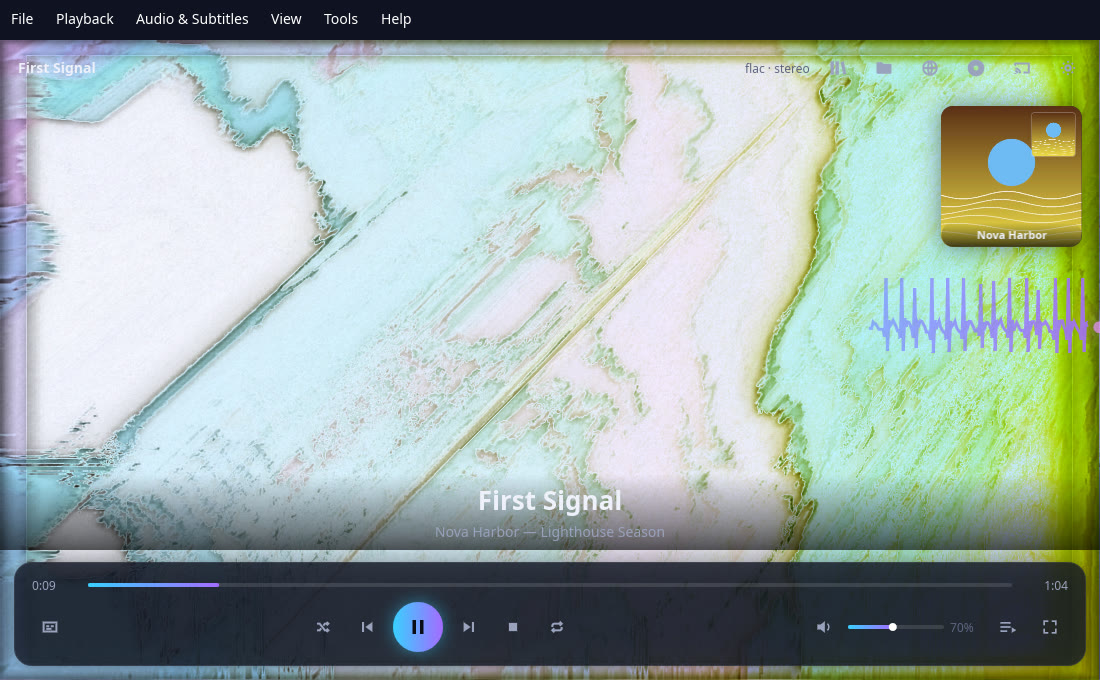 File Playback Audio & Subtitles View Tools Help
First Signal
flac · stereo
Nova Harbor
First Signal
Nova Harbor — Lighthouse Season
0:09
1:04
70%